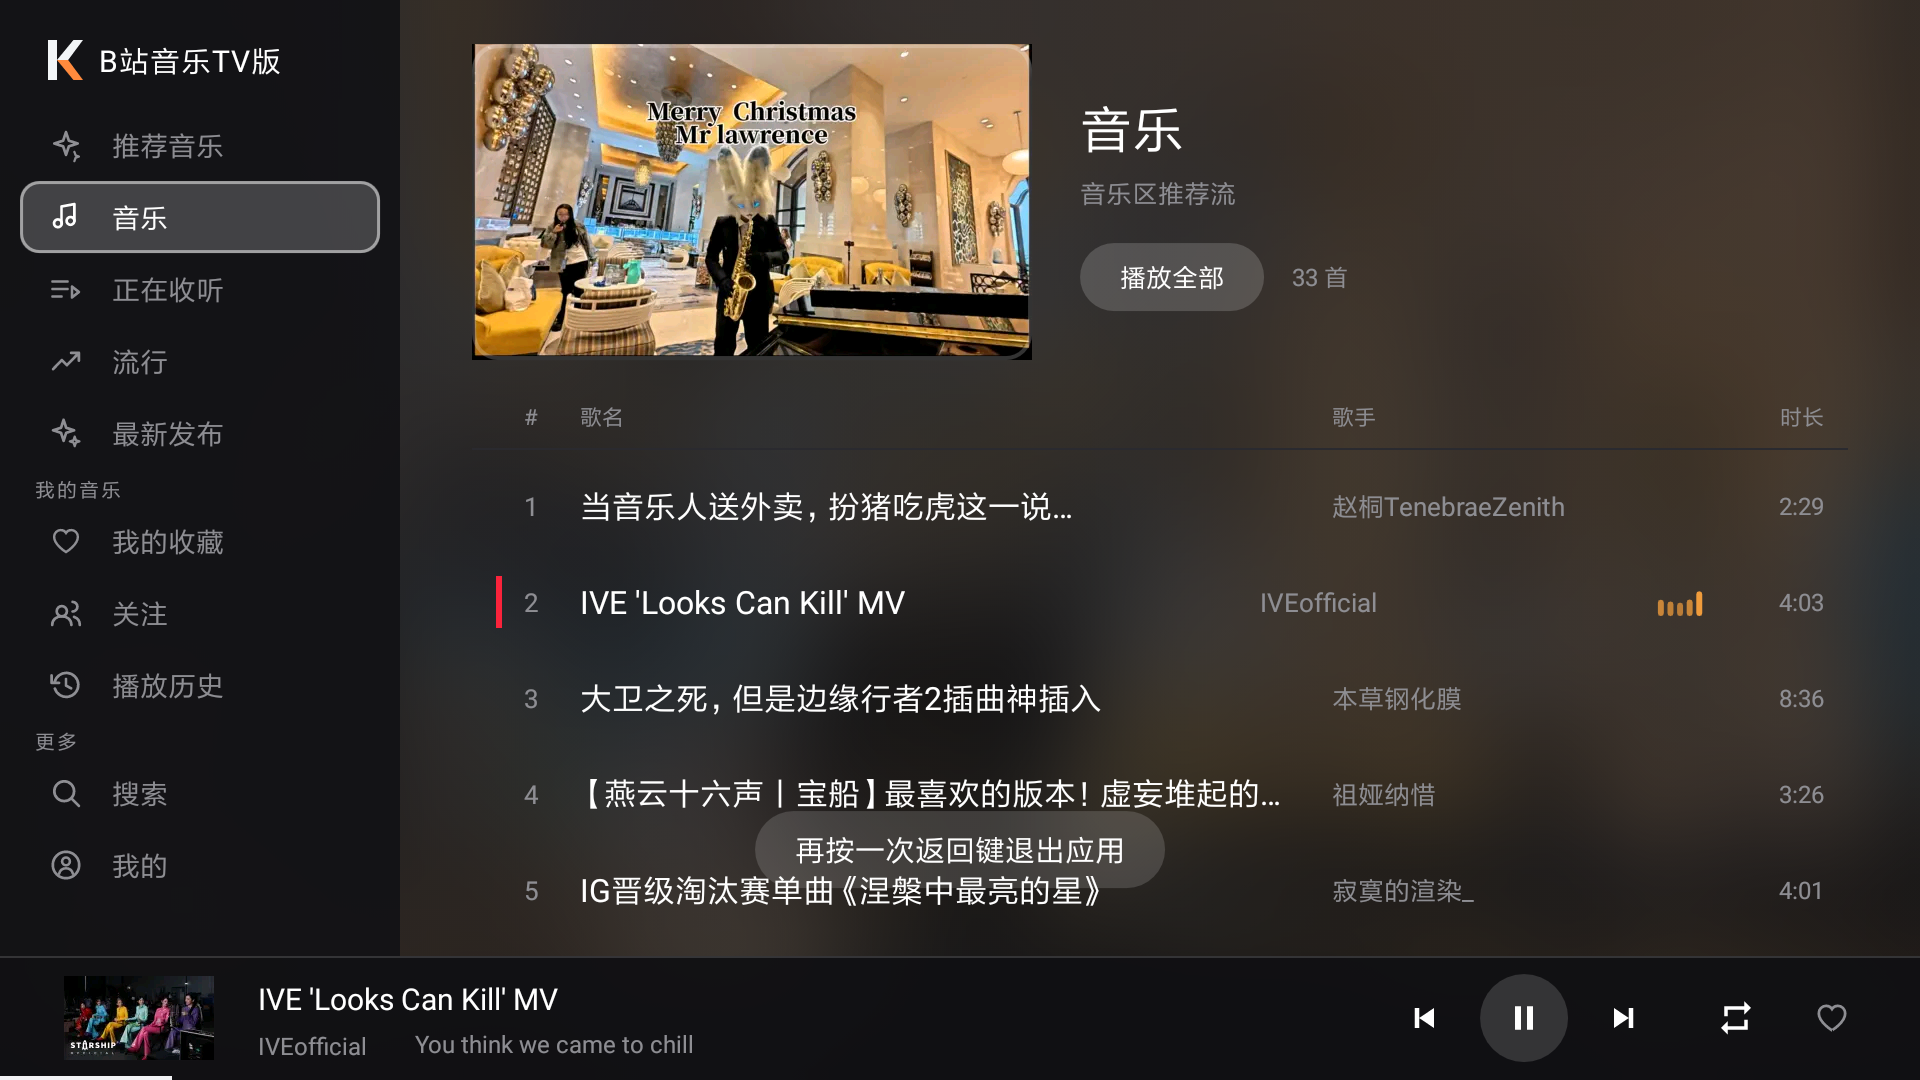 B站音乐TV版
推荐音乐
音乐
正在收听
流行
最新发布
我的音乐
我的收藏
关注
播放历史
更多
搜索
我的
Merry Christmas
Mr lawrence
音乐
音乐区推荐流
播放全部 33 首
# 歌名 歌手 时长
1 当音乐人送外卖，扮猪吃虎这一说... 赵桐TenebraeZenith 2:29
2 IVE 'Looks Can Kill' MV IVEofficial 4:03
3 大卫之死，但是边缘行者2插曲神插入 本草钢化膜 8:36
4 【燕云十六声丨宝船】最喜欢的版本！虚妄堆起的... 祖娅纳惜 3:26
再按一次返回键退出应用
5 IG晋级淘汰赛单曲《涅槃中最亮的星》 寂寞的渲染_ 4:01
STARSHIP
OFFICIAL
IVE 'Looks Can Kill' MV
IVEofficial You think we came to chill